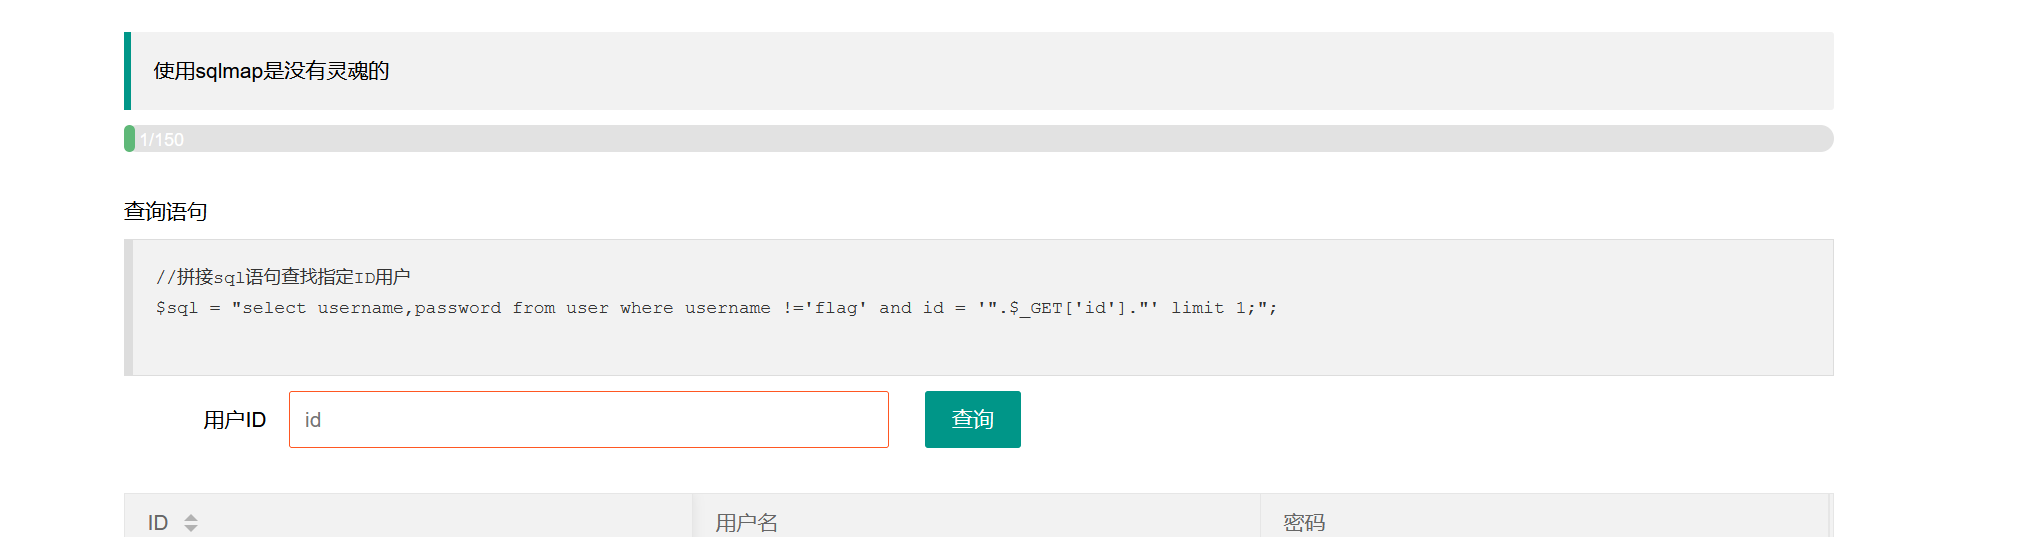 使用sqlmap是没有灵魂的
1/150
查询语句
//拼接sql语句查找指定ID用户
$sql = "select username,password from user where username !='flag' and id = '".$_GET['id']."' limit 1;";
用户ID id 查询
ID 用户名 密码